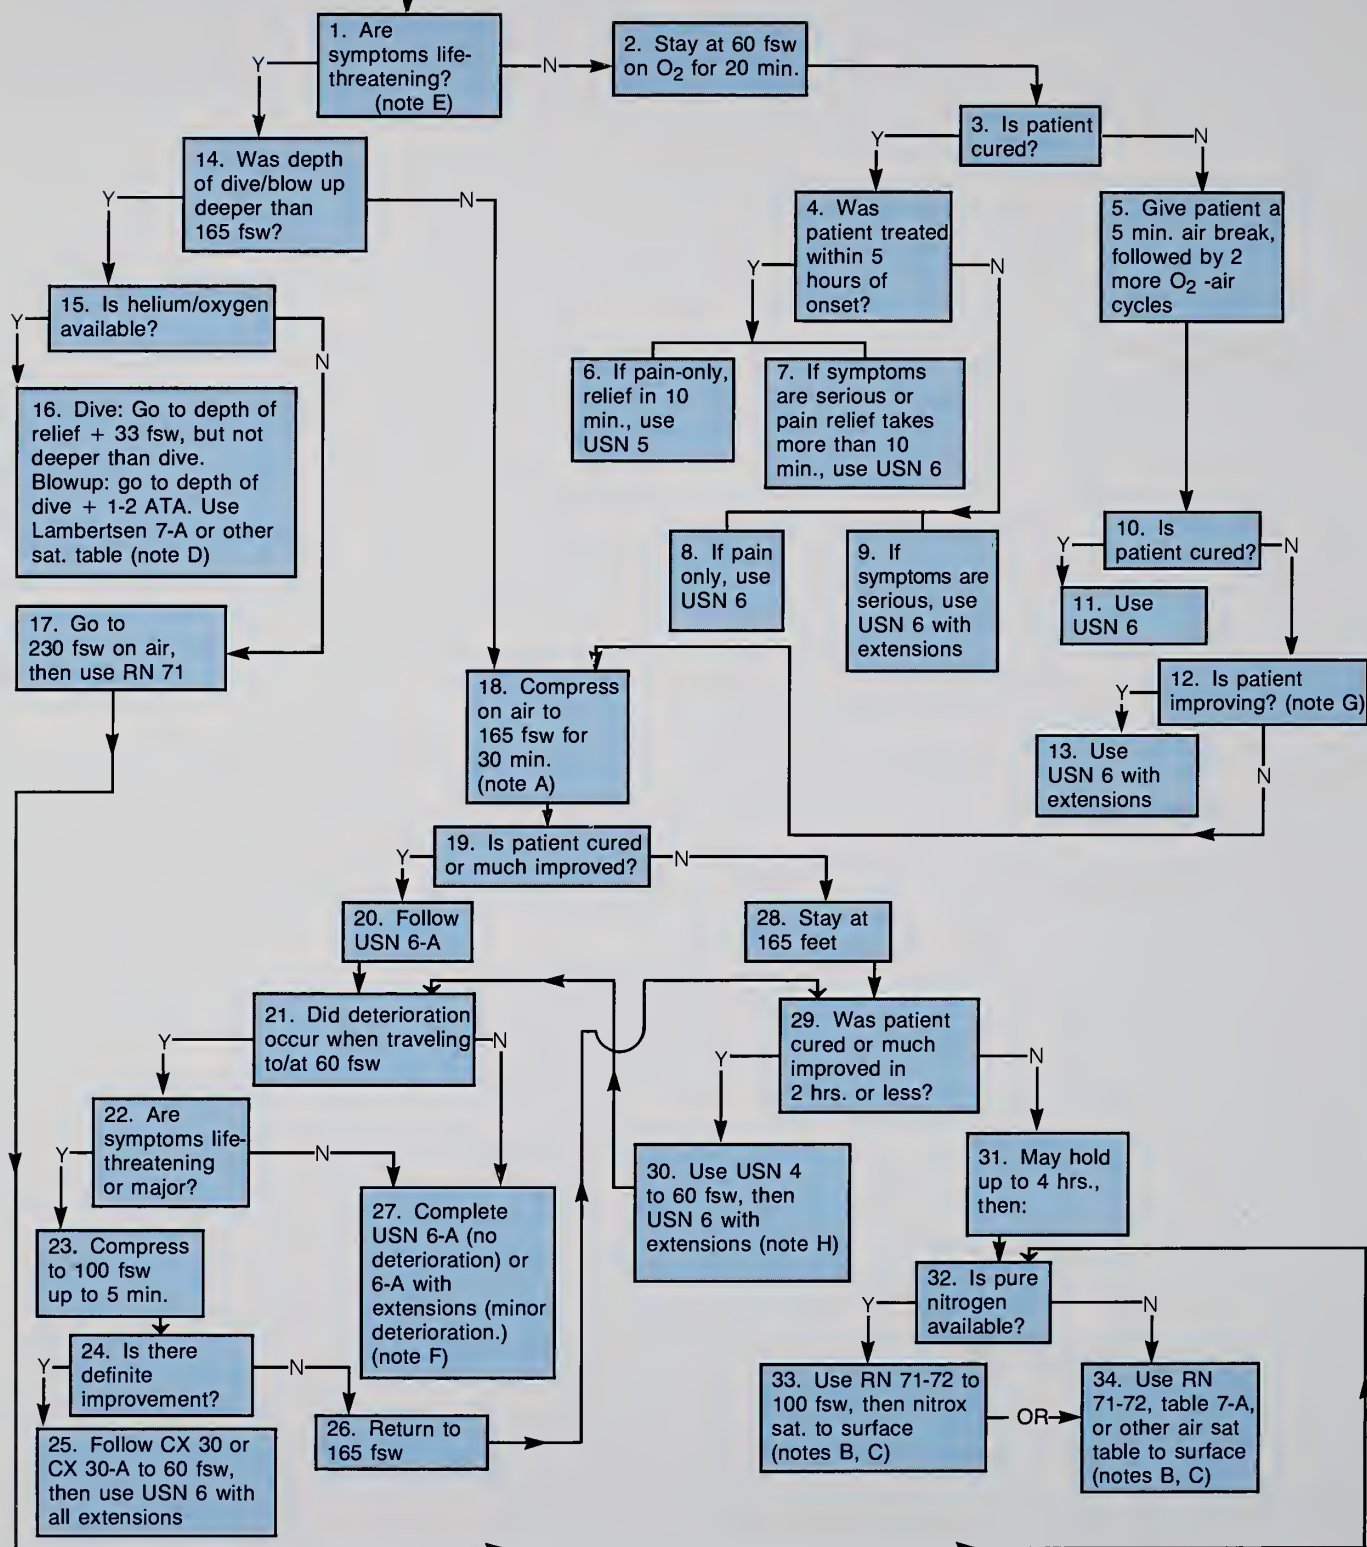 1. Are
symptoms life-
threatening?
(note E)
Y
N
2. Stay at 60 fsw
on O2 for 20 min.
3. Is patient
cured?
Y
N
4. Was
patient treated
within 5
hours of
onset?
Y
N
5. Give patient a
5 min. air break,
followed by 2
more O2 -air
cycles
6. If pain-only,
relief in 10
min., use
USN 5
7. If symptoms
are serious or
pain relief takes
more than 10
min., use USN 6
8. If pain
only, use
USN 6
9. If
symptoms are
serious, use
USN 6 with
extensions
10. Is
patient cured?
Y
N
11. Use
USN 6
12. Is patient
improving? (note G)
Y
N
13. Use
USN 6 with
extensions
14. Was depth
of dive/blow up
deeper than
165 fsw?
Y
N
15. Is helium/oxygen
available?
Y
N
16. Dive: Go to depth of
relief + 33 fsw, but not
deeper than dive.
Blowup: go to depth of
dive + 1-2 ATA. Use
Lambertsen 7-A or other
sat. table (note D)
17. Go to
230 fsw on air,
then use RN 71
18. Compress
on air to
165 fsw for
30 min.
(note A)
19. Is patient cured
or much improved?
Y
N
20. Follow
USN 6-A
21. Did deterioration
occur when traveling
to/at 60 fsw
Y
N
22. Are
symptoms life-
threatening
or major?
Y
N
23. Compress
to 100 fsw
up to 5 min.
24. Is there
definite
improvement?
Y
N
25. Follow CX 30 or
CX 30-A to 60 fsw,
then use USN 6 with
all extensions
26. Return to
165 fsw
27. Complete
USN 6-A (no
deterioration) or
6-A with
extensions (minor
deterioration.)
(note F)
28. Stay at
165 feet
29. Was patient
cured or much
improved in
2 hrs. or less?
Y
N
30. Use USN 4
to 60 fsw, then
USN 6 with
extensions (note H)
31. May hold
up to 4 hrs.,
then:
32. Is pure
nitrogen
available?
Y
N
33. Use RN 71-72 to
100 fsw, then nitrox
sat. to surface
(notes B, C)
OR
34. Use RN
71-72, table 7-A,
or other air sat
table to surface
(notes B, C)